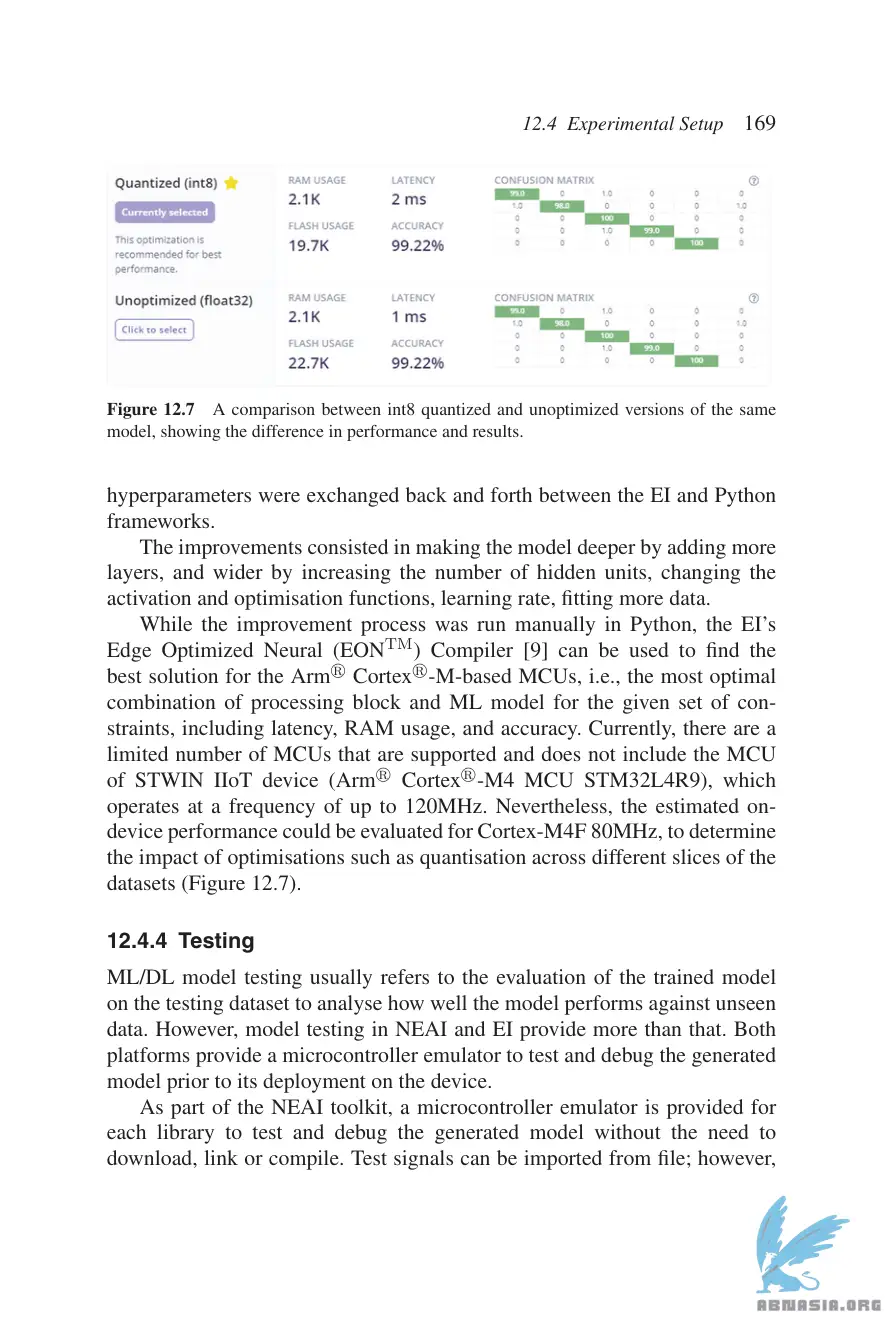 12.4 Experimental Setup 169
Quantized (int8)
Currently selected
This optimization is
recommended for best
performance.
RAM USAGE LATENCY
2.1K 2 ms
FLASH USAGE ACCURACY
19.7K 99.22%
CONFUSION MATRIX ?
99.0 0 1.0 0 0 0
1.0 98.0 0 0 0 1.0
0 0 100 0 0 0
0 0 1.0 99.0 0 0
0 0 0 0 100 0
Unoptimized (float32)
Click to select
RAM USAGE LATENCY
2.1K 1 ms
FLASH USAGE ACCURACY
22.7K 99.22%
CONFUSION MATRIX ?
99.0 0 1.0 0 0 0
1.0 98.0 0 0 0 1.0
0 0 100 0 0 0
0 0 1.0 99.0 0 0
0 0 0 0 100 0
Figure 12.7 A comparison between int8 quantized and unoptimized versions of the same
model, showing the difference in performance and results.
hyperparameters were exchanged back and forth between the EI and Python
frameworks.
The improvements consisted in making the model deeper by adding more
layers, and wider by increasing the number of hidden units, changing the
activation and optimisation functions, learning rate, fitting more data.
While the improvement process was run manually in Python, the EI's
Edge Optimized Neural (EON™) Compiler [9] can be used to find the
best solution for the Arm® Cortex®-M-based MCUs, i.e., the most optimal
combination of processing block and ML model for the given set of con-
straints, including latency, RAM usage, and accuracy. Currently, there are a
limited number of MCUs that are supported and does not include the MCU
of STWIN IIoT device (Arm® Cortex®-M4 MCU STM32L4R9), which
operates at a frequency of up to 120MHz. Nevertheless, the estimated on-
device performance could be evaluated for Cortex-M4F 80MHz, to determine
the impact of optimisations such as quantisation across different slices of the
datasets (Figure 12.7).
12.4.4 Testing
ML/DL model testing usually refers to the evaluation of the trained model
on the testing dataset to analyse how well the model performs against unseen
data. However, model testing in NEAI and EI provide more than that. Both
platforms provide a microcontroller emulator to test and debug the generated
model prior to its deployment on the device.
As part of the NEAI toolkit, a microcontroller emulator is provided for
each library to test and debug the generated model without the need to
download, link or compile. Test signals can be imported from file; however,
ABNASIA.ORG